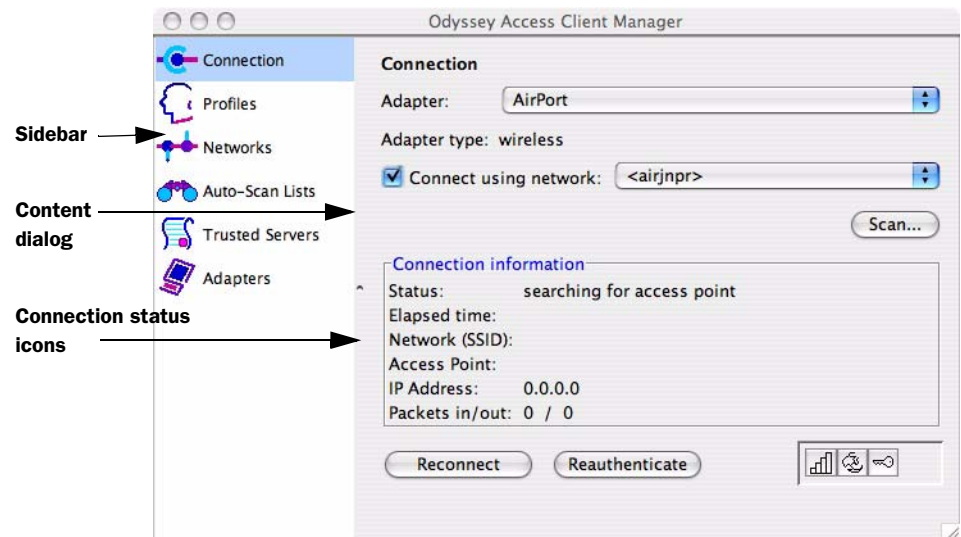 Odyssey Access Client Manager
Sidebar
Content
dialog
Connection status
icons
Connection
Profiles
Networks
Auto-Scan Lists
Trusted Servers
Adapters
Connection
Adapter: AirPort
Adapter type: wireless
Connect using network: <airjnpr>
Scan...
Connection information
Status: searching for access point
Elapsed time:
Network (SSID):
Access Point:
IP Address: 0.0.0.0
Packets in/out: 0 / 0
Reconnect Reauthenticate